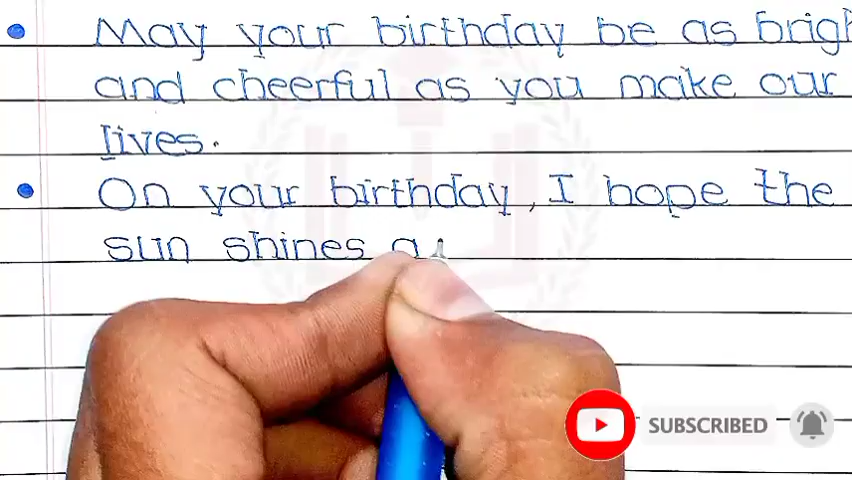 May your birthday be as brigh
and cheerful as you make our
lives.
On your birthday, I hope the
sun shines a
SUBSCRIBED